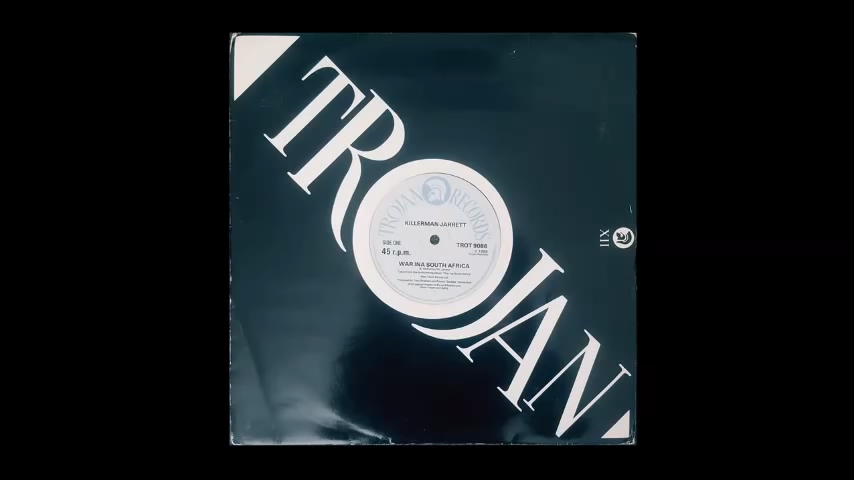 TROJAN
TROJAN RECORDS
KILLERMAN JARRETT
SIDE ONE
TROT 9086
45 r.p.m.
WAR INA SOUTH AFRICA
XII